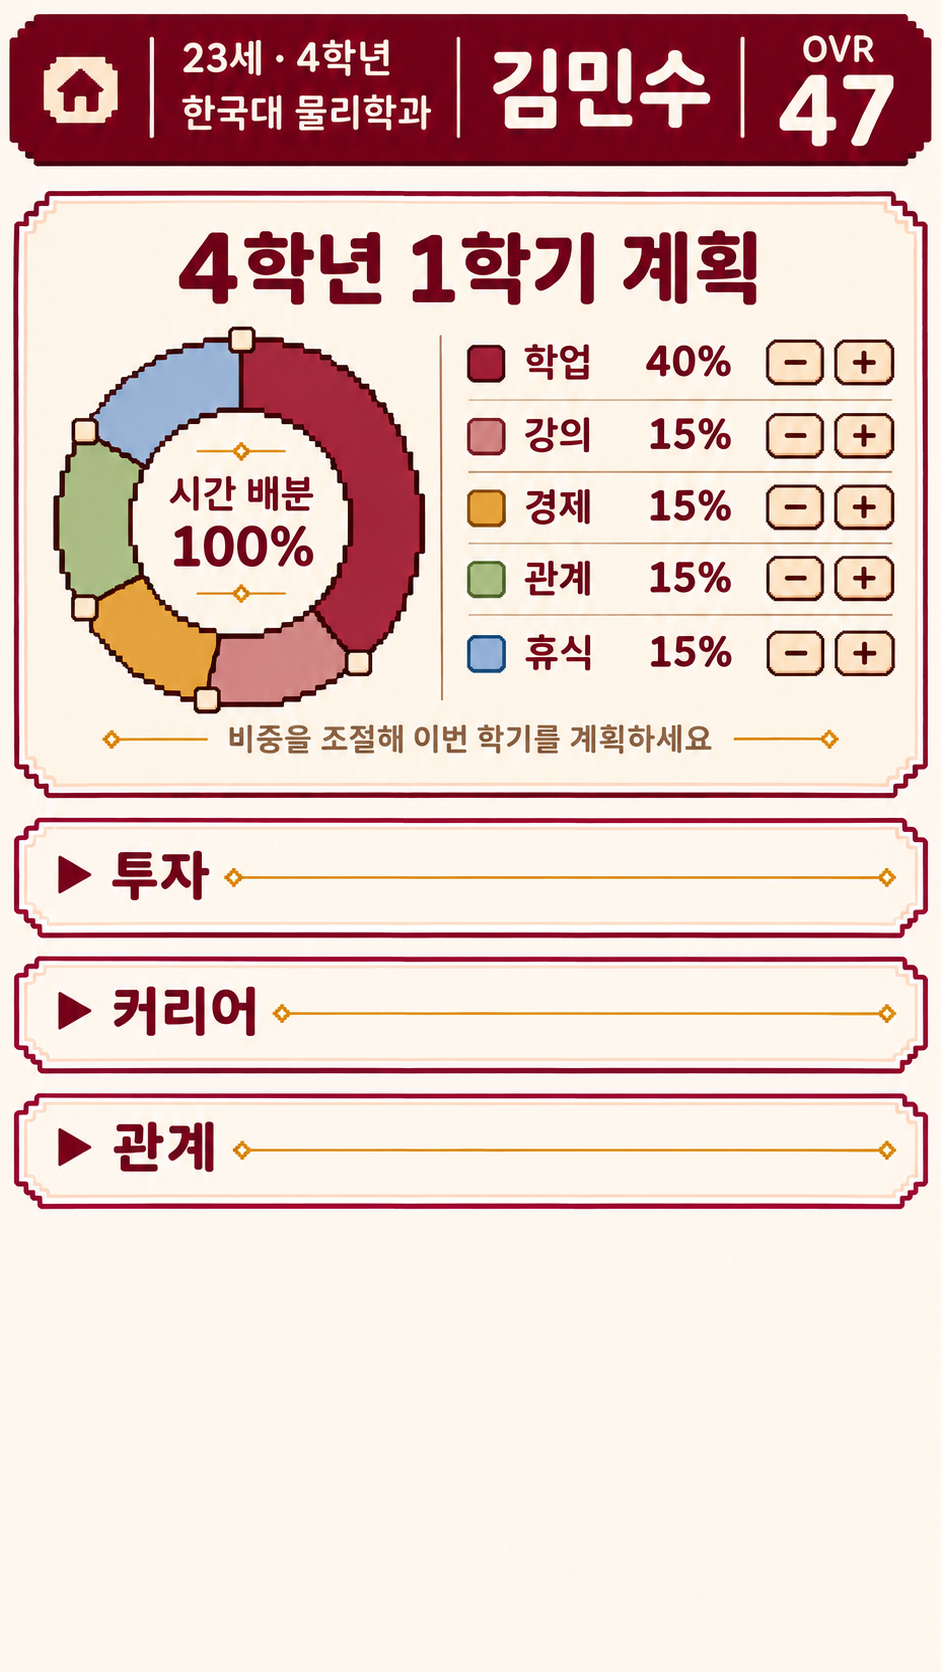 23세 · 4학년
한국대 물리학과
김민수
OVR
47
4학년 1학기 계획
시간 배분
100%
학업 40% − +
강의 15% − +
경제 15% − +
관계 15% − +
휴식 15% − +
비중을 조절해 이번 학기를 계획하세요
▶ 투자
▶ 커리어
▶ 관계